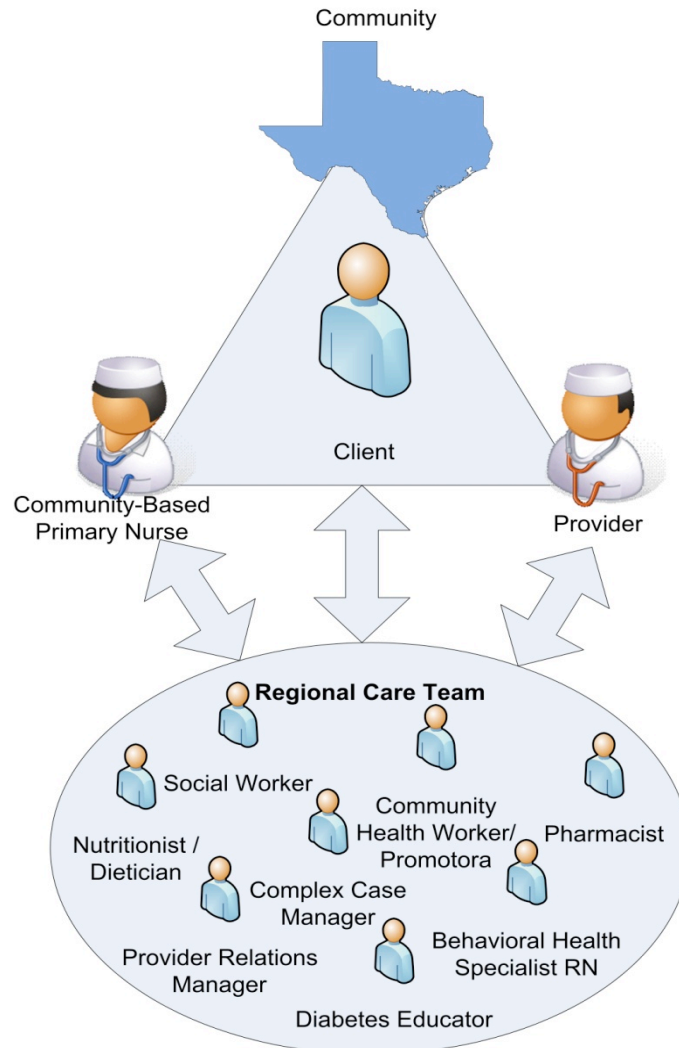 Community
Client
Community-Based
Primary Nurse
Provider
Regional Care Team
Social Worker
Nutritionist /
Dietician
Community
Health Worker/
Promotora
Pharmacist
Complex Case
Manager
Provider Relations
Manager
Behavioral Health
Specialist RN
Diabetes Educator